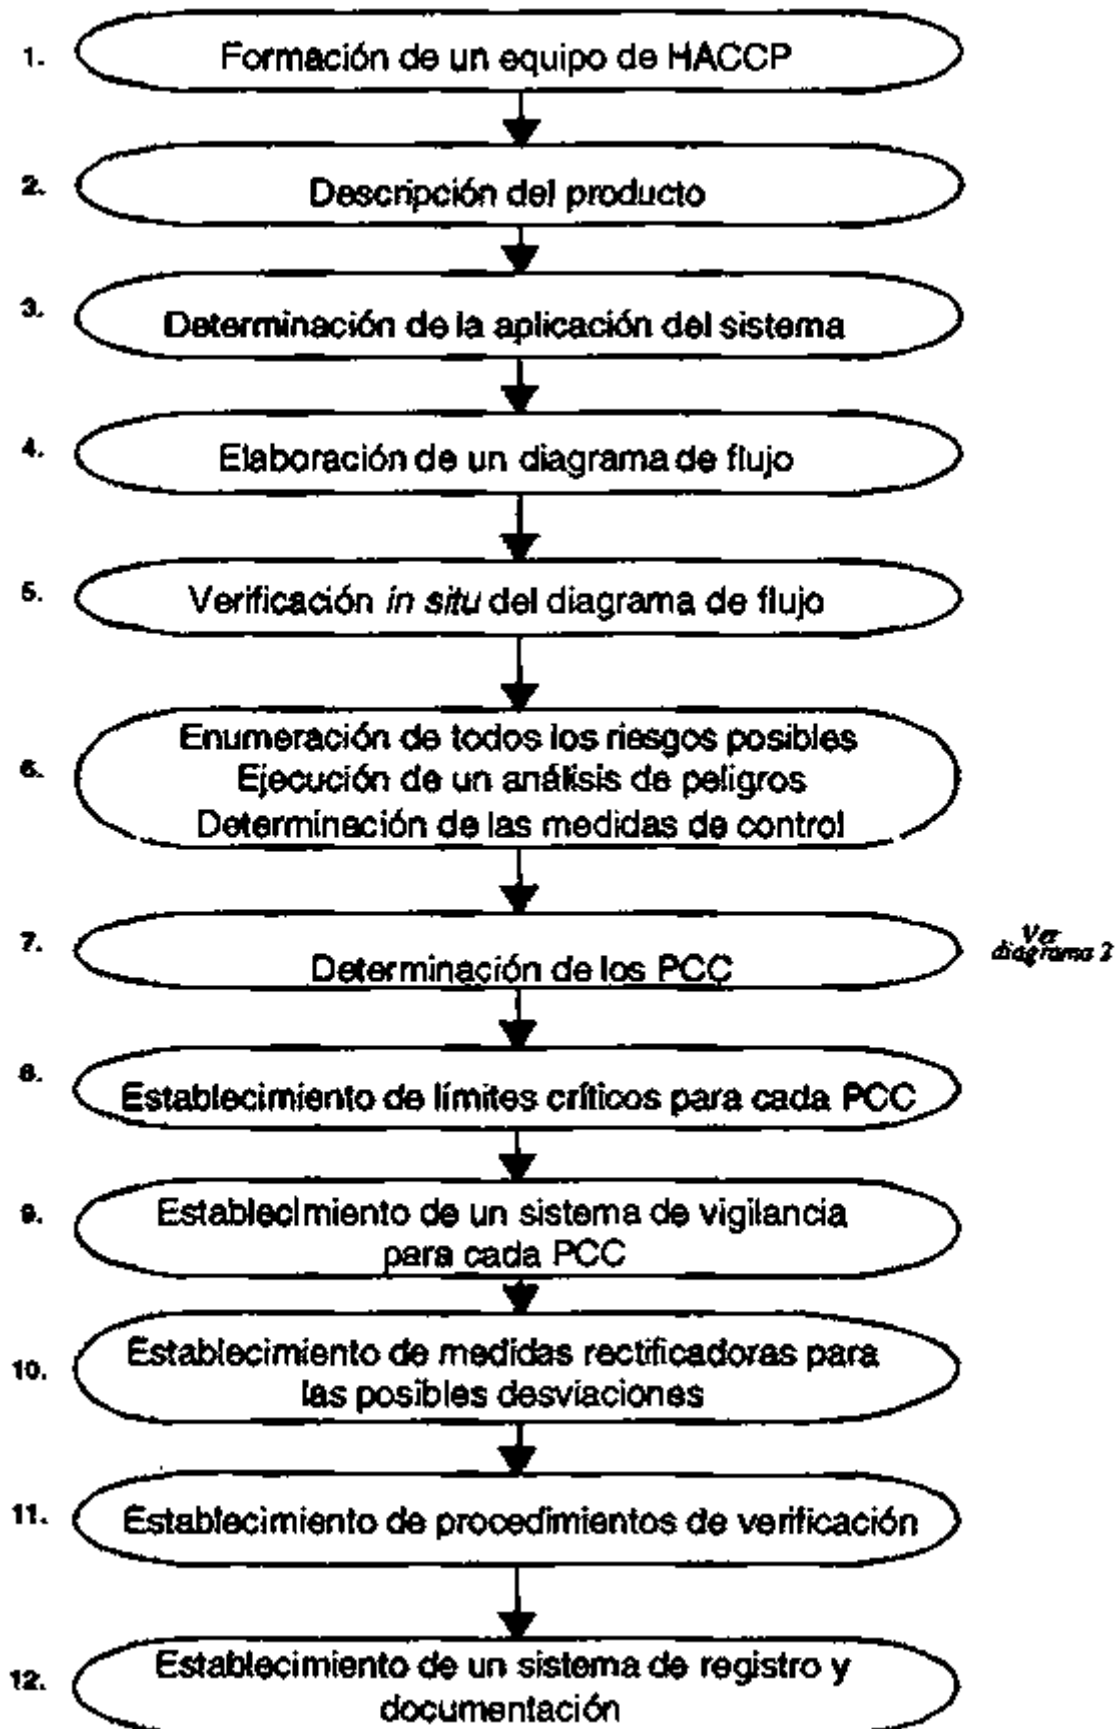 1. Formación de un equipo de HACCP
2. Descripción del producto
3. Determinación de la aplicación del sistema
4. Elaboración de un diagrama de flujo
5. Verificación in situ del diagrama de flujo
6. Enumeración de todos los riesgos posibles
Ejecución de un análisis de peligros
Determinación de las medidas de control
7. Determinación de los PCC
Ver
diagrama 2
8. Establecimiento de límites críticos para cada PCC
9. Establecimiento de un sistema de vigilancia
para cada PCC
10. Establecimiento de medidas rectificadoras para
las posibles desviaciones
11. Establecimiento de procedimientos de verificación
12. Establecimiento de un sistema de registro y
documentación